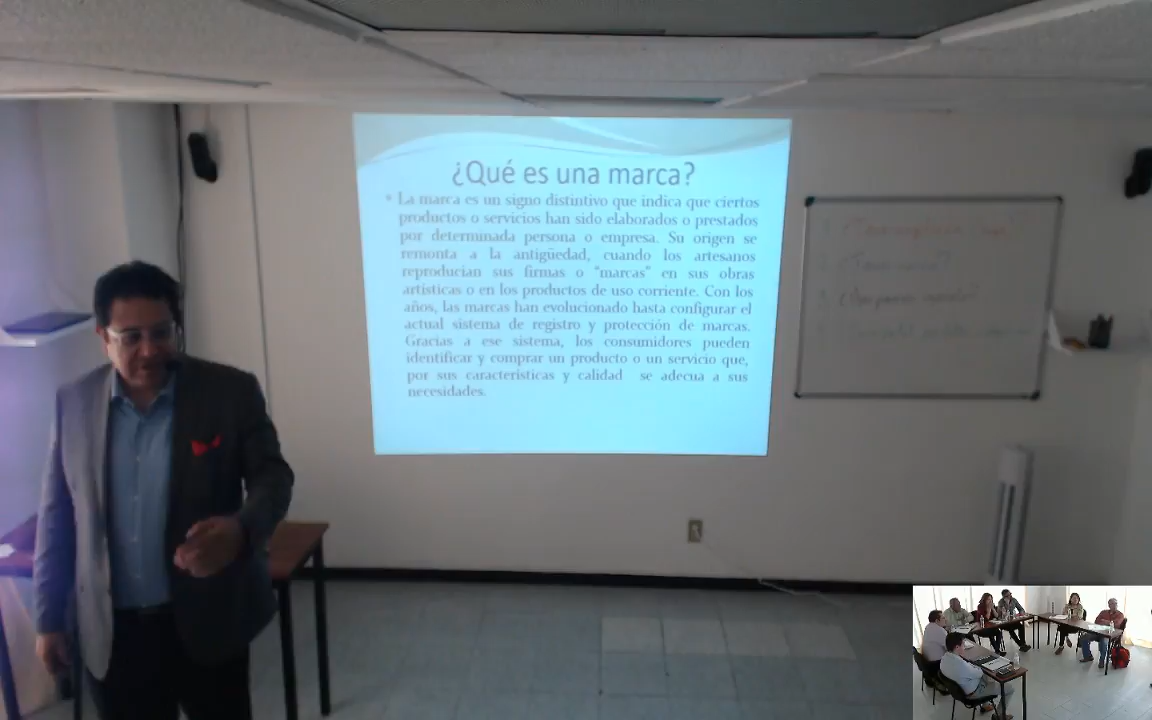 ¿Qué es una marca?
La marca es un signo distintivo que indica que ciertos
productos o servicios han sido elaborados o prestados
por determinada persona o empresa. Su origen se
remonta a la antigüedad, cuando los artesanos
reproducian sus firmas o "marcas" en sus obras
artisticas o en los productos de uso corriente. Con los
años, las marcas han evolucionado hasta configurar el
actual sistema de registro y protección de marcas.
Gracias a ese sistema, los consumidores pueden
identificar y comprar un producto o un servicio que,
por sus características y calidad se adecua a sus
necesidades.